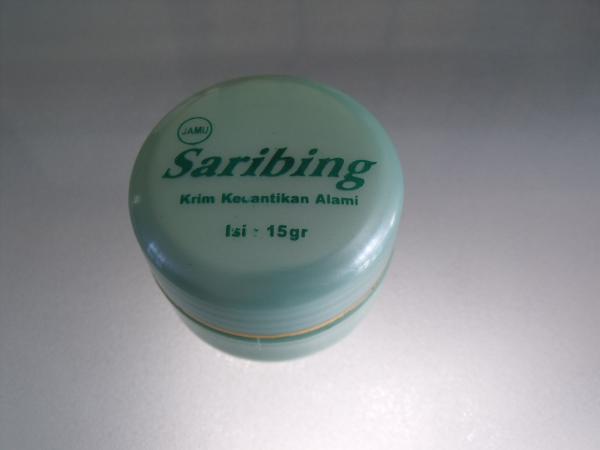 JAMU
Saribing
Krim Kecantikan Alami
Isi : 15gr